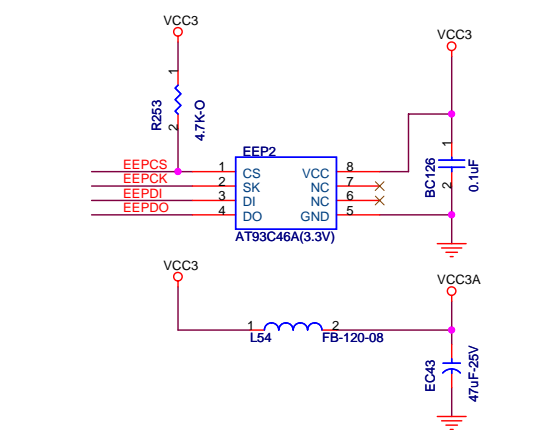 VCC3
VCC3
1
R253
4.7K-O
2
EEP2
EEPCS 1 CS VCC 8
EEPCK 2 SK NC 7
EEPDI 3 DI NC 6
EEPDO 4 DO GND 5
AT93C46A(3.3V)
1
BC126
0.1uF
2
VCC3
VCC3A
1 2
L54 FB-120-08
EC43
47uF-25V